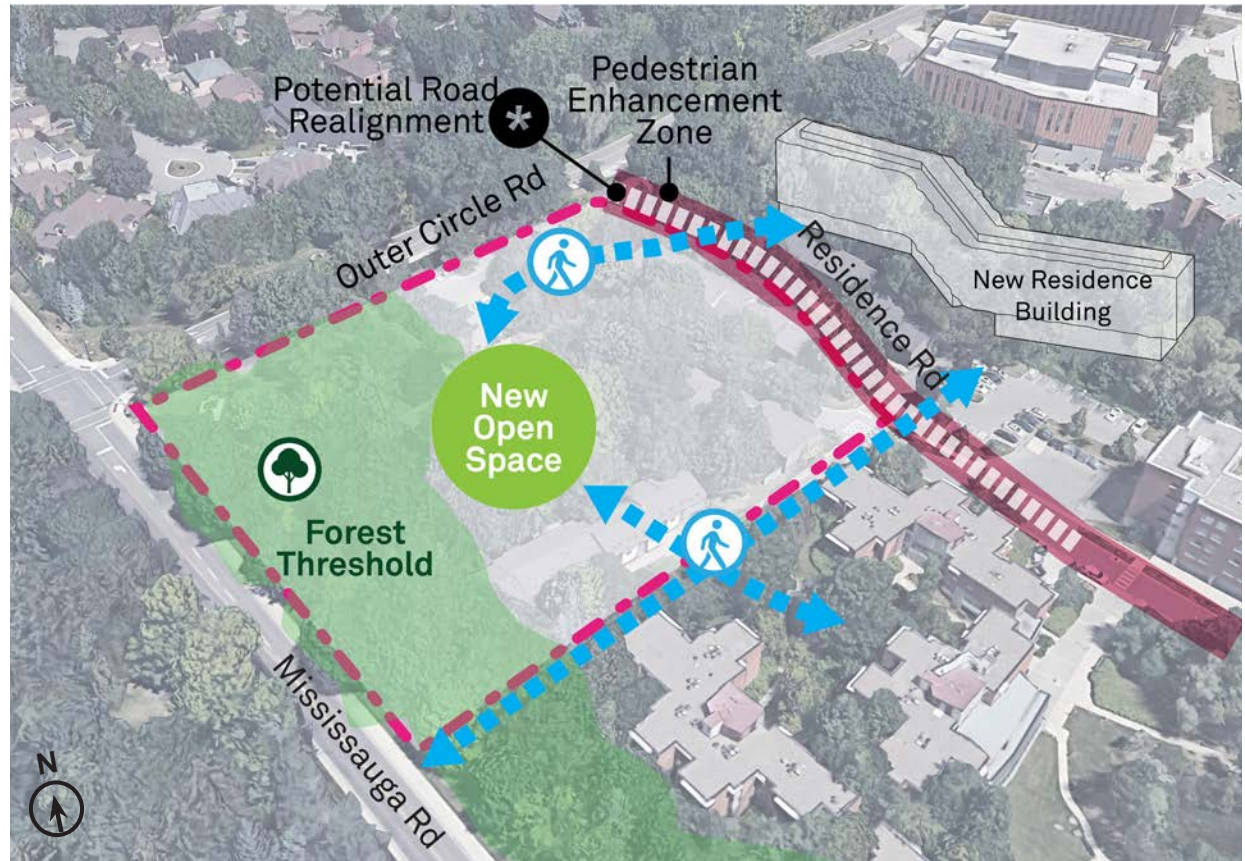 Potential Road
Realignment
*
Pedestrian
Enhancement
Zone
Outer Circle Rd
Residence Rd
New Residence
Building
New
Open
Space
Forest
Threshold
Mississauga Rd
N